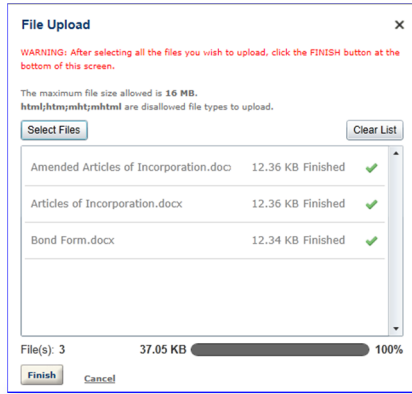 File Upload
WARNING: After selecting all the files you wish to upload, click the FINISH button at the
bottom of this screen.
The maximum file size allowed is 16 MB.
html;htm;mht;mhtml are disallowed file types to upload.
Select Files Clear List
Amended Articles of Incorporation.doc 12.36 KB Finished
Articles of Incorporation.docx 12.36 KB Finished
Bond Form.docx 12.34 KB Finished
File(s): 3 37.05 KB 100%
Finish Cancel